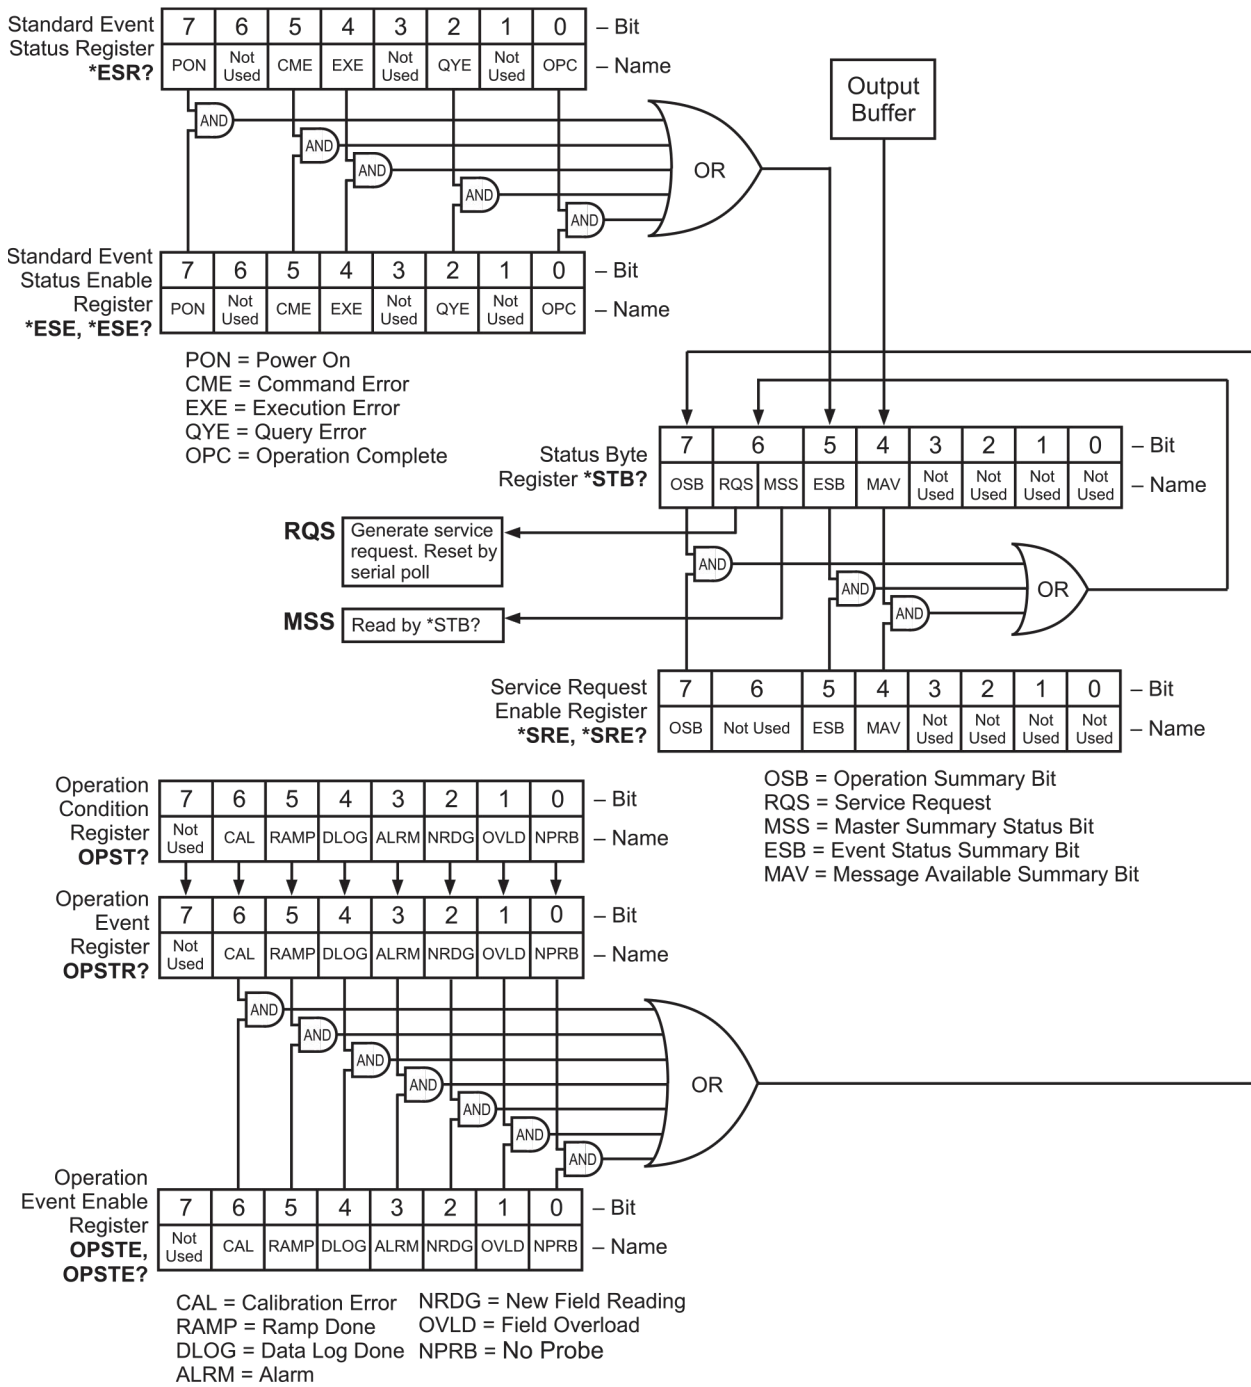 Standard Event
Status Register
*ESR?
7 6 5 4 3 2 1 0 – Bit
PON Not Used CME EXE Not Used QYE Not Used OPC – Name
AND
AND
AND
AND
AND
OR
Output
Buffer
Standard Event
Status Enable
Register
*ESE, *ESE?
7 6 5 4 3 2 1 0 – Bit
PON Not Used CME EXE Not Used QYE Not Used OPC – Name
PON = Power On
CME = Command Error
EXE = Execution Error
QYE = Query Error
OPC = Operation Complete
Status Byte
Register *STB?
7 6 5 4 3 2 1 0 – Bit
OSB RQS MSS ESB MAV Not Used Not Used Not Used Not Used – Name
RQS
Generate service
request. Reset by
serial poll
MSS
Read by *STB?
AND
AND
AND
OR
Service Request
Enable Register
*SRE, *SRE?
7 6 5 4 3 2 1 0 – Bit
OSB Not Used ESB MAV Not Used Not Used Not Used Not Used – Name
OSB = Operation Summary Bit
RQS = Service Request
MSS = Master Summary Status Bit
ESB = Event Status Summary Bit
MAV = Message Available Summary Bit
Operation
Condition
Register
OPST?
7 6 5 4 3 2 1 0 – Bit
Not Used CAL RAMP DLOG ALRM NRDG OVLD NPRB – Name
Operation
Event
Register
OPSTR?
7 6 5 4 3 2 1 0 – Bit
Not Used CAL RAMP DLOG ALRM NRDG OVLD NPRB – Name
AND
AND
AND
AND
AND
AND
AND
OR
Operation
Event Enable
Register
OPSTE,
OPSTE?
7 6 5 4 3 2 1 0 – Bit
Not Used CAL RAMP DLOG ALRM NRDG OVLD NPRB – Name
CAL = Calibration Error
RAMP = Ramp Done
DLOG = Data Log Done
ALRM = Alarm
NRDG = New Field Reading
OVLD = Field Overload
NPRB = No Probe